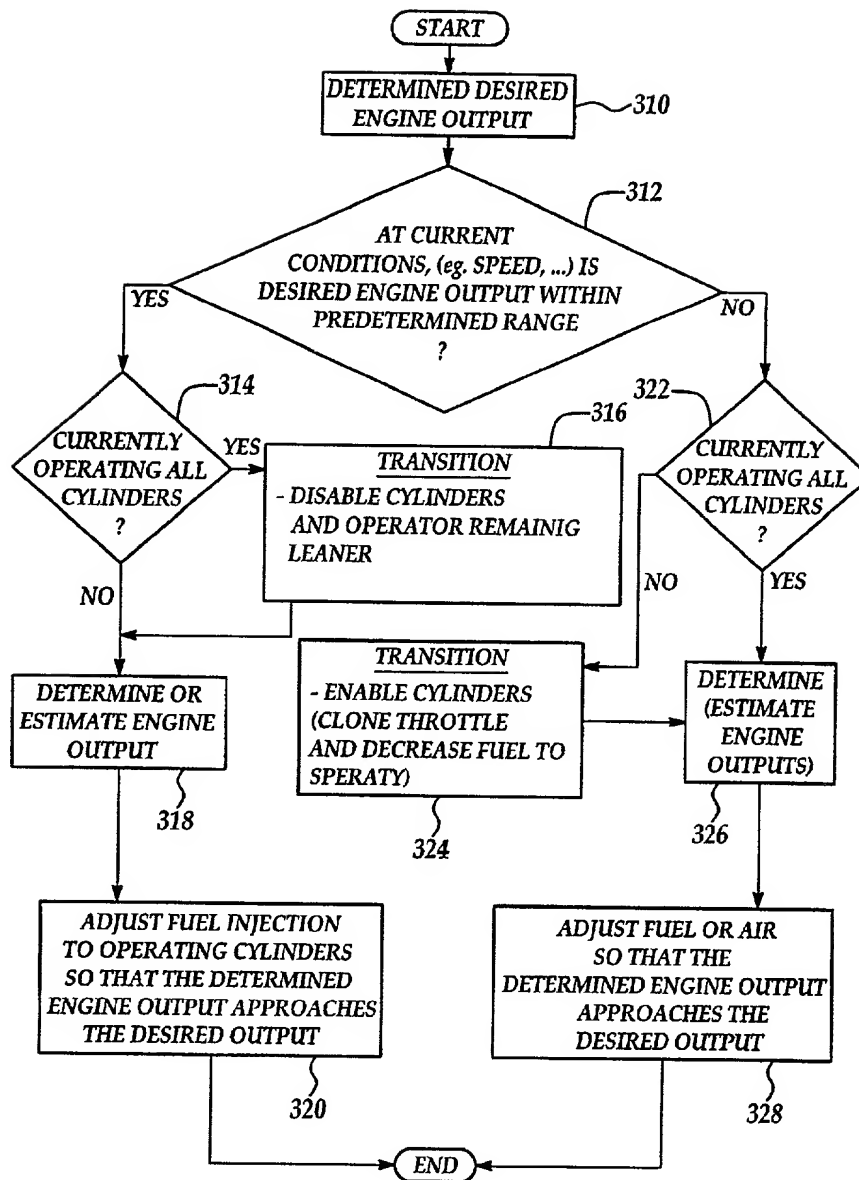 START
DETERMINED DESIRED
ENGINE OUTPUT
310
312
AT CURRENT
CONDITIONS, (eg. SPEED, ...) IS
DESIRED ENGINE OUTPUT WITHIN
PREDETERMINED RANGE
?
YES
NO
314
CURRENTLY
OPERATING ALL
CYLINDERS
?
YES
NO
316
TRANSITION
- DISABLE CYLINDERS
AND OPERATOR REMAINIG
LEANER
322
CURRENTLY
OPERATING ALL
CYLINDERS
?
NO
YES
DETERMINE OR
ESTIMATE ENGINE
OUTPUT
318
TRANSITION
- ENABLE CYLINDERS
(CLONE THROTTLE
AND DECREASE FUEL TO
SPERATY)
324
DETERMINE
(ESTIMATE
ENGINE
OUTPUTS)
326
ADJUST FUEL INJECTION
TO OPERATING CYLINDERS
SO THAT THE DETERMINED
ENGINE OUTPUT APPROACHES
THE DESIRED OUTPUT
320
ADJUST FUEL OR AIR
SO THAT THE
DETERMINED ENGINE OUTPUT
APPROACHES THE
DESIRED OUTPUT
328
END